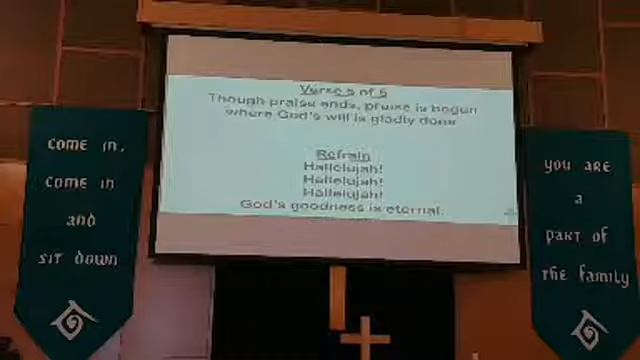 Verse 5 of 5
Though praise ends, praise is begun
where God's will is gladly done
Refrain
Hallelujah!
Hallelujah!
Hallelujah!
God's goodness is eternal.
come in,
come in
and
sit down
you are
a
part of
the family